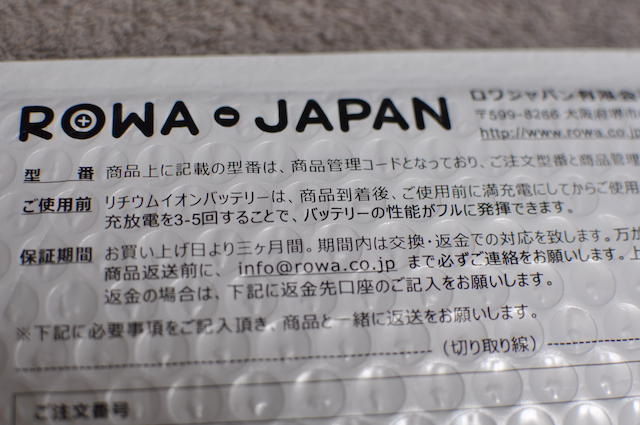 ROWA JAPAN
ロワジャパン有限会
〒599-8266 大阪府堺市
http://www.rowa.co.jp
型 番 商品上に記載の型番は、商品管理コードとなっており、ご注文型番と商品管理
ご使用前 リチウムイオンバッテリーは、商品到着後、ご使用前に満充電にしてからご使用
充放電を3-5回することで、バッテリーの性能がフルに発揮できます。
保証期間 お買い上げ日より三ヶ月間。期間内は交換・返金での対応を致します。万が
商品返送前に、 info@rowa.co.jp まで必ずご連絡をお願いします。上
返金の場合は、下記に返金先口座のご記入をお願いします。
※下記に必要事項をご記入頂き、商品と一緒に返送をお願いします。
(切り取り線)
ご注文番号